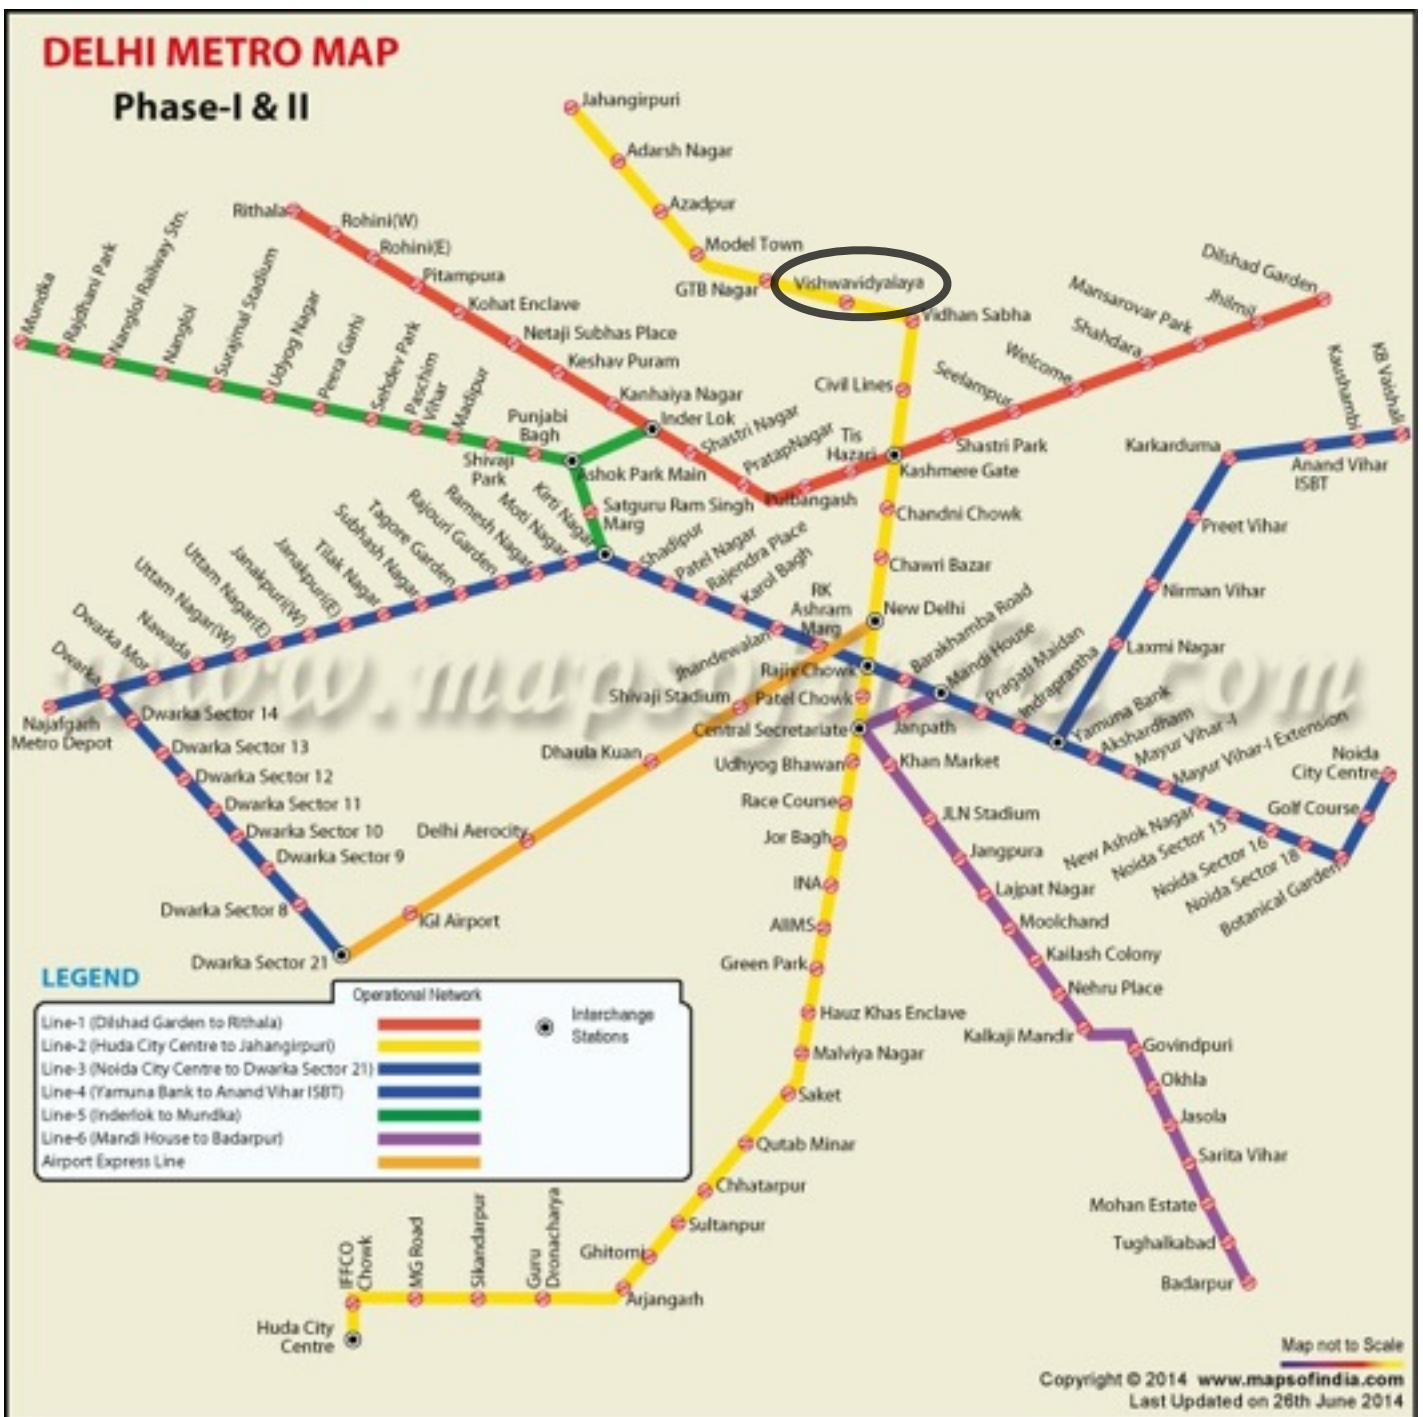 DELHI METRO MAP
Phase-I & II
Jahangirpuri
Adarsh Nagar
Azadpur
Model Town
GTB Nagar
Vishwavidyalaya
Vidhan Sabha
Civil Lines
Rithala
Rohini(W)
Rohini(E)
Pitampura
Kohat Enclave
Netaji Subhas Place
Keshav Puram
Kanhaiya Nagar
Inder Lok
Shastri Nagar
PratapNagar
Pulbangash
Tis
Hazari
Kashmere Gate
Shastri Park
Seelampur
Welcome
Shahdara
Mansarovar Park
Jhilmil
Dilshad Garden
Mundka
Rajdhani Park
Nangloi Railway Stn.
Nangloi
Surajmal Stadium
Udyog Nagar
Peera Garhi
Sehdev Park
Paschim
Vihar
Madipur
Shivaji
Park
Punjabi
Bagh
Ashok Park Main
Satguru Ram Singh
Marg
Kirti Nagar
Moti Nagar
Ramesh Nagar
Rajouri Garden
Tagore Garden
Subhash Nagar
Tilak Nagar
Janakpuri(E)
Janakpuri(W)
Uttam Nagar(E)
Uttam Nagar(W)
Nawada
Dwarka Mor
Dwarka
Najafgarh
Metro Depot
Dwarka Sector 14
Dwarka Sector 13
Dwarka Sector 12
Dwarka Sector 11
Dwarka Sector 10
Dwarka Sector 9
Dwarka Sector 8
Dwarka Sector 21
Shadipur
Patel Nagar
Rajendra Place
Karol Bagh
Jhandewalan
RK
Ashram
Marg
Rajiv Chowk
Barakhamba Road
Mandi House
Pragati Maidan
Indraprastha
Yamuna Bank
Akshardham
Mayur Vihar -I
Mayur Vihar-I Extension
New Ashok Nagar
Noida Sector 15
Noida Sector 16
Noida Sector 18
Botanical Garden
Golf Course
Noida
City Centre
Laxmi Nagar
Nirman Vihar
Preet Vihar
Karkarduma
Anand Vihar
ISBT
Kaushambi
KB Vaishali
Chandni Chowk
Chawri Bazar
New Delhi
Shivaji Stadium
Dhaula Kuan
Delhi Aerocity
IGI Airport
Patel Chowk
Central Secretariate
Janpath
Udhyog Bhawan
Race Course
Jor Bagh
INA
AIIMS
Green Park
Hauz Khas Enclave
Malviya Nagar
Saket
Qutab Minar
Chhatarpur
Sultanpur
Ghitorni
Arjangarh
Guru
Dronacharya
Sikandarpur
MG Road
IFFCO
Chowk
Huda City
Centre
Khan Market
JLN Stadium
Jangpura
Lajpat Nagar
Moolchand
Kailash Colony
Nehru Place
Kalkaji Mandir
Govindpuri
Okhla
Jasola
Sarita Vihar
Mohan Estate
Tughalkabad
Badarpur
www.mapsofindia.com
LEGEND
Operational Network
Line-1 (Dilshad Garden to Rithala)
Line-2 (Huda City Centre to Jahangirpuri)
Line-3 (Noida City Centre to Dwarka Sector 21)
Line-4 (Yamuna Bank to Anand Vihar ISBT)
Line-5 (Inderlok to Mundka)
Line-6 (Mandi House to Badarpur)
Airport Express Line
Interchange
Stations
Map not to Scale
Copyright © 2014 www.mapsofindia.com
Last Updated on 26th June 2014